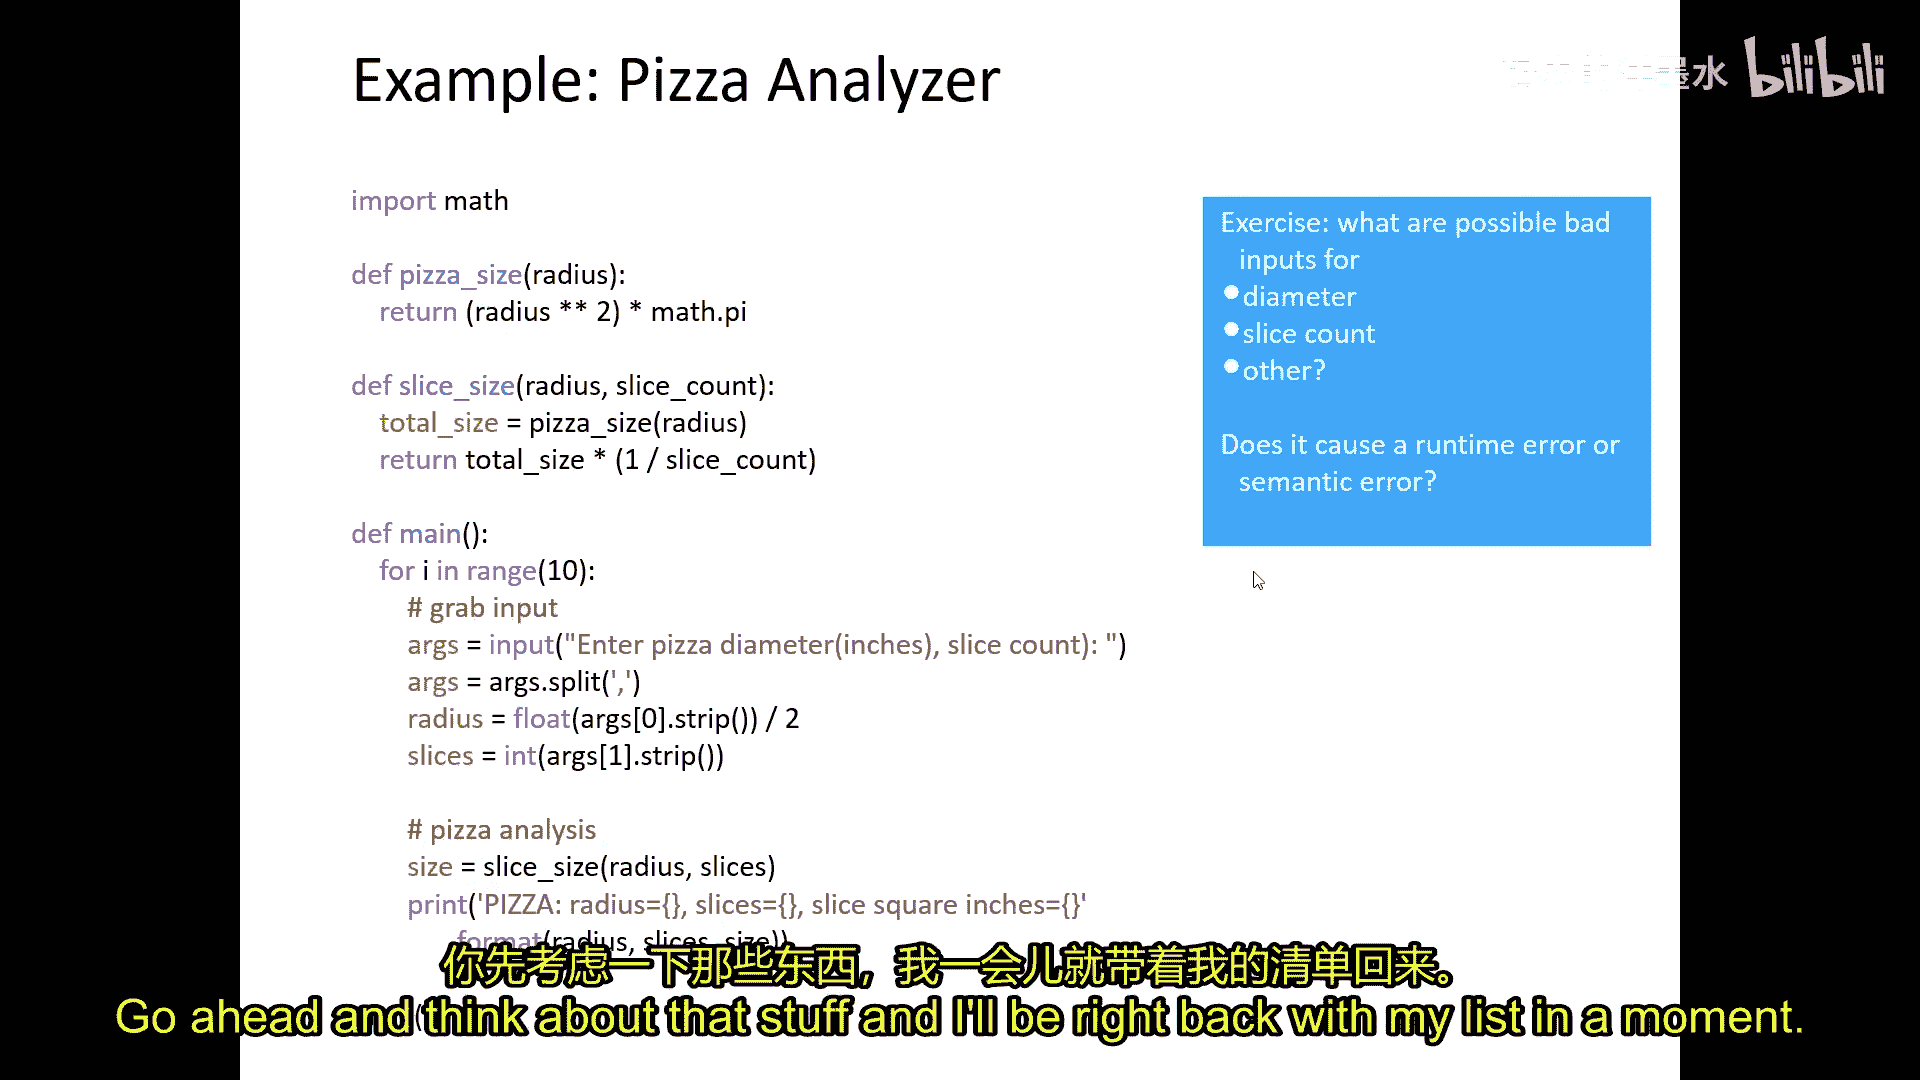 Example: Pizza Analyzer
墨水 bilibili
import math
def pizza_size(radius):
return (radius ** 2) * math.pi
def slice_size(radius, slice_count):
total_size = pizza_size(radius)
return total_size * (1 / slice_count)
def main():
for i in range(10):
# grab input
args = input("Enter pizza diameter(inches), slice count): ")
args = args.split(',')
radius = float(args[0].strip()) / 2
slices = int(args[1].strip())
# pizza analysis
size = slice_size(radius, slices)
print('PIZZA: radius={}, slices={}, slice square inches={}'
.format(radius, slices, size))
Exercise: what are possible bad
inputs for
•diameter
•slice count
•other?
Does it cause a runtime error or
semantic error?
你先考虑一下那些东西，我一会儿就带着我的清单回来。
Go ahead and think about that stuff and I'll be right back with my list in a moment.